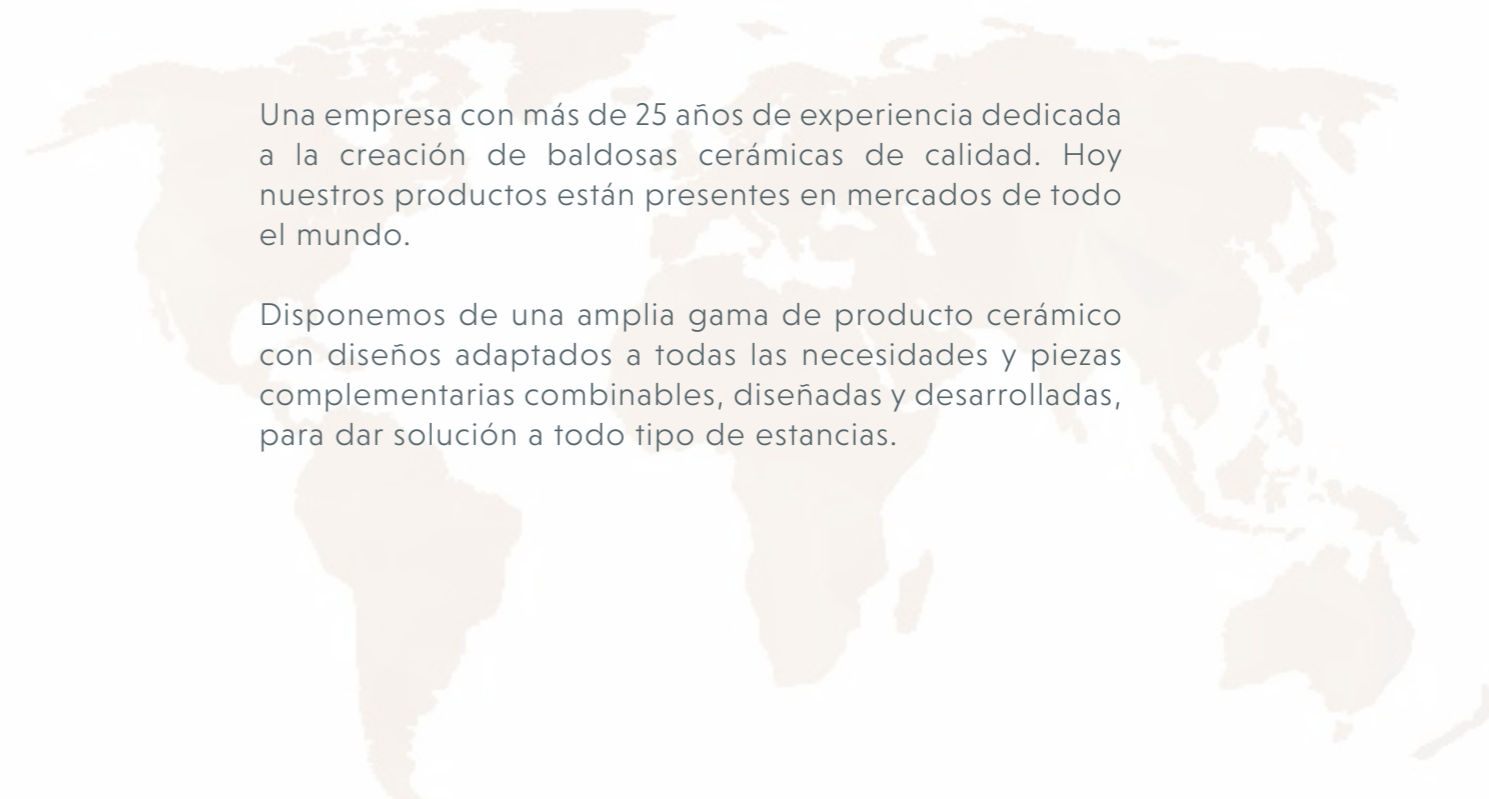 Una empresa con más de 25 años de experiencia dedicada
a la creación de baldosas cerámicas de calidad. Hoy
nuestros productos están presentes en mercados de todo
el mundo.
Disponemos de una amplia gama de producto cerámico
con diseños adaptados a todas las necesidades y piezas
complementarias combinables, diseñadas y desarrolladas,
para dar solución a todo tipo de estancias.